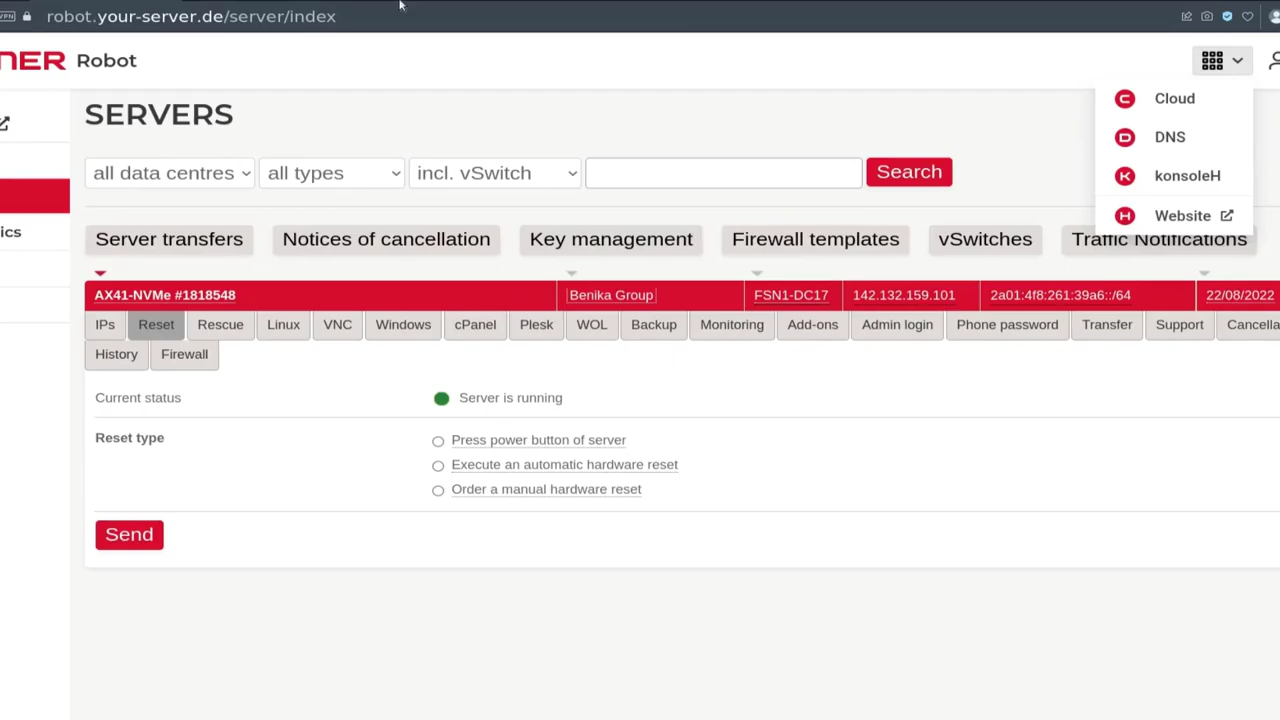 VPN robot.your-server.de/server/index
NER Robot
Cloud
DNS
konsoleH
Website
SERVERS
all data centres all types incl. vSwitch Search
ics
Server transfers Notices of cancellation Key management Firewall templates vSwitches Traffic Notifications
AX41-NVMe #1818548 Benika Group FSN1-DC17 142.132.159.101 2a01:4f8:261:39a6::/64 22/08/2022
IPs Reset Rescue Linux VNC Windows cPanel Plesk WOL Backup Monitoring Add-ons Admin login Phone password Transfer Support Cancella
History Firewall
Current status Server is running
Reset type Press power button of server
Execute an automatic hardware reset
Order a manual hardware reset
Send